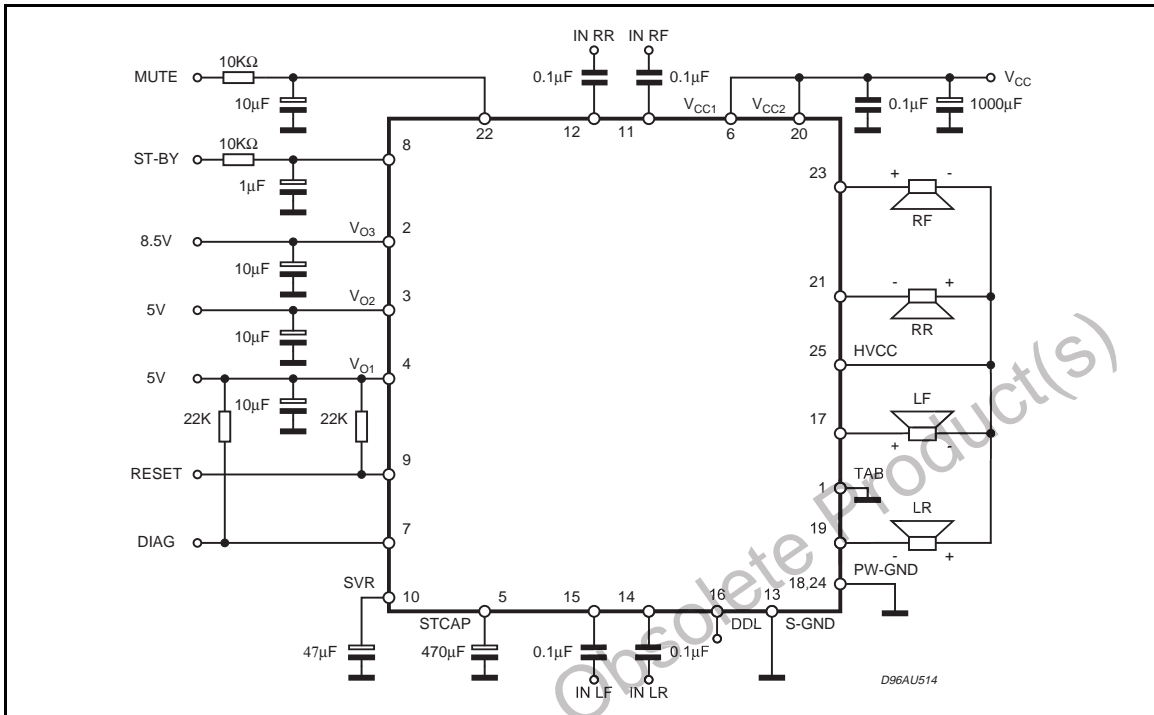 IN RR IN RF
10KΩ
MUTE
0.1µF 0.1µF
VCC
10µF
VCC1 VCC2
0.1µF 1000µF
22 12 11 6 20
10KΩ
8
ST-BY
23
+ -
1µF
RF
VO3
2
8.5V
10µF
21
- +
VO2
3
5V
RR
10µF
25 HVCC
VO1
4
5V
LF
10µF
22K 22K
17
+ -
9
RESET
TAB
1
LR
7
19
DIAG
- +
PW-GND
18,24
SVR
10 5 15 14 16 13
STCAP DDL S-GND
47µF 470µF 0.1µF 0.1µF
IN LF IN LR
D96AU514
Obsolete Product(s)